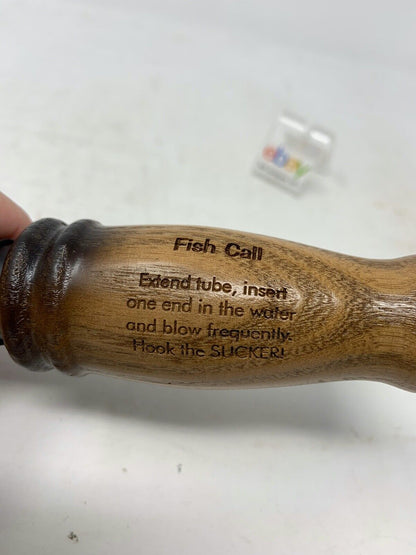 Fish Call
Extend tube, insert
one end in the water
and blow frequently.
Hook the SUCKER!
ebay